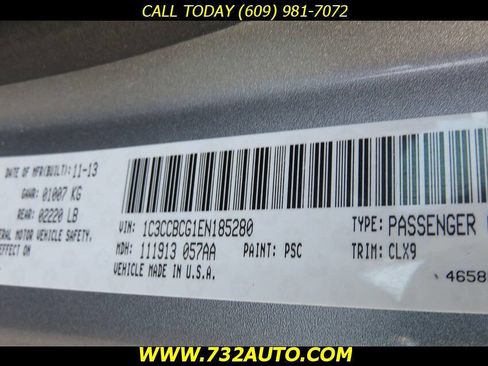 CALL TODAY (609) 981-7072
DATE OF MFR(BUILT): 11-13
GAWR: 01007 KG
REAR: 02220 LB
MOTOR VEHICLE SAFETY,
EFFECT ON
VIN: 1C3CCBCG1EN185280
TYPE: PASSENGER
MDH: 111913 057AA PAINT: PSC TRIM: CLX9
VEHICLE MADE IN U.S.A.
4658
WWW.732AUTO.COM